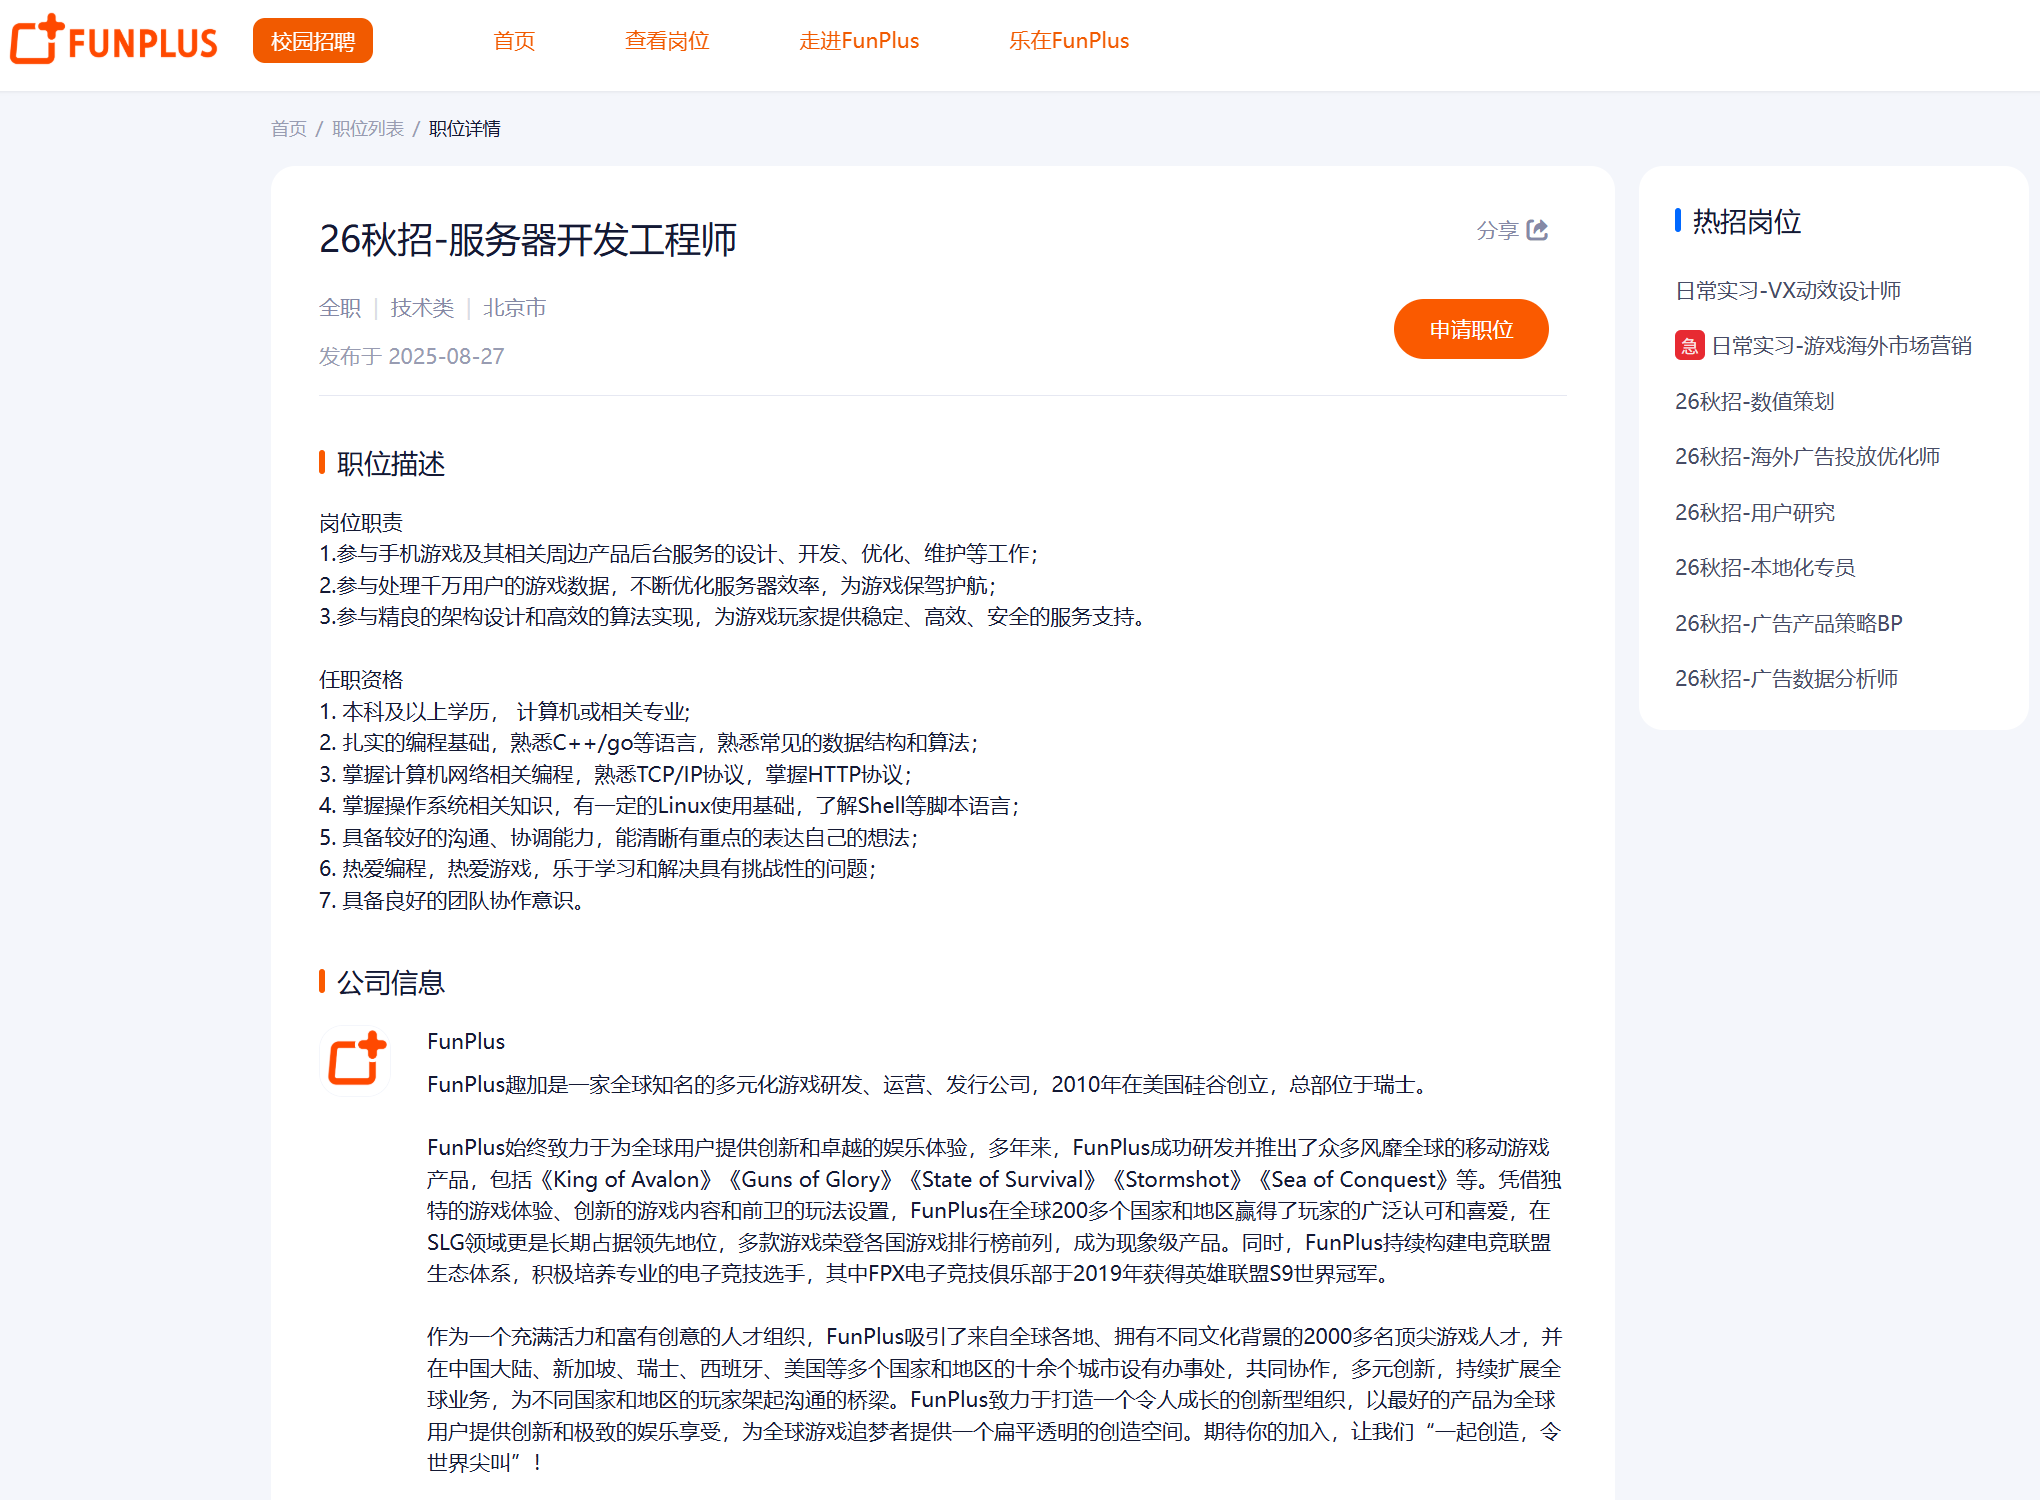 FUNPLUS
校园招聘
首页
查看岗位
走进FunPlus
乐在FunPlus
首页 / 职位列表 / 职位详情
26秋招-服务器开发工程师
分享
全职 | 技术类 | 北京市
发布于 2025-08-27
申请职位
职位描述
岗位职责
1.参与手机游戏及其相关周边产品后台服务的设计、开发、优化、维护等工作；
2.参与处理千万用户的游戏数据，不断优化服务器效率，为游戏保驾护航；
3.参与精良的架构设计和高效的算法实现，为游戏玩家提供稳定、高效、安全的服务支持。
任职资格
1. 本科及以上学历， 计算机或相关专业;
2. 扎实的编程基础，熟悉C++/go等语言，熟悉常见的数据结构和算法；
3. 掌握计算机网络相关编程，熟悉TCP/IP协议，掌握HTTP协议；
4. 掌握操作系统相关知识，有一定的Linux使用基础，了解Shell等脚本语言；
5. 具备较好的沟通、协调能力，能清晰有重点的表达自己的想法；
6. 热爱编程，热爱游戏，乐于学习和解决具有挑战性的问题；
7. 具备良好的团队协作意识。
公司信息
FunPlus
FunPlus趣加是一家全球知名的多元化游戏研发、运营、发行公司，2010年在美国硅谷创立，总部位于瑞士。
FunPlus始终致力于为全球用户提供创新和卓越的娱乐体验，多年来，FunPlus成功研发并推出了众多风靡全球的移动游戏
产品，包括《King of Avalon》《Guns of Glory》《State of Survival》《Stormshot》《Sea of Conquest》等。凭借独
特的游戏体验、创新的游戏内容和前卫的玩法设置，FunPlus在全球200多个国家和地区赢得了玩家的广泛认可和喜爱，在
SLG领域更是长期占据领先地位，多款游戏荣登各国游戏排行榜前列，成为现象级产品。同时，FunPlus持续构建电竞联盟
生态体系，积极培养专业的电子竞技选手，其中FPX电子竞技俱乐部于2019年获得英雄联盟S9世界冠军。
作为一个充满活力和富有创意的人才组织，FunPlus吸引了来自全球各地、拥有不同文化背景的2000多名顶尖游戏人才，并
在中国大陆、新加坡、瑞士、西班牙、美国等多个国家和地区的十余个城市设有办事处，共同协作，多元创新，持续扩展全
球业务，为不同国家和地区的玩家架起沟通的桥梁。FunPlus致力于打造一个令人成长的创新型组织，以最好的产品为全球
用户提供创新和极致的娱乐享受，为全球游戏追梦者提供一个扁平透明的创造空间。期待你的加入，让我们“一起创造，令
世界尖叫”！
热招岗位
日常实习-VX动效设计师
急 日常实习-游戏海外市场营销
26秋招-数值策划
26秋招-海外广告投放优化师
26秋招-用户研究
26秋招-本地化专员
26秋招-广告产品策略BP
26秋招-广告数据分析师